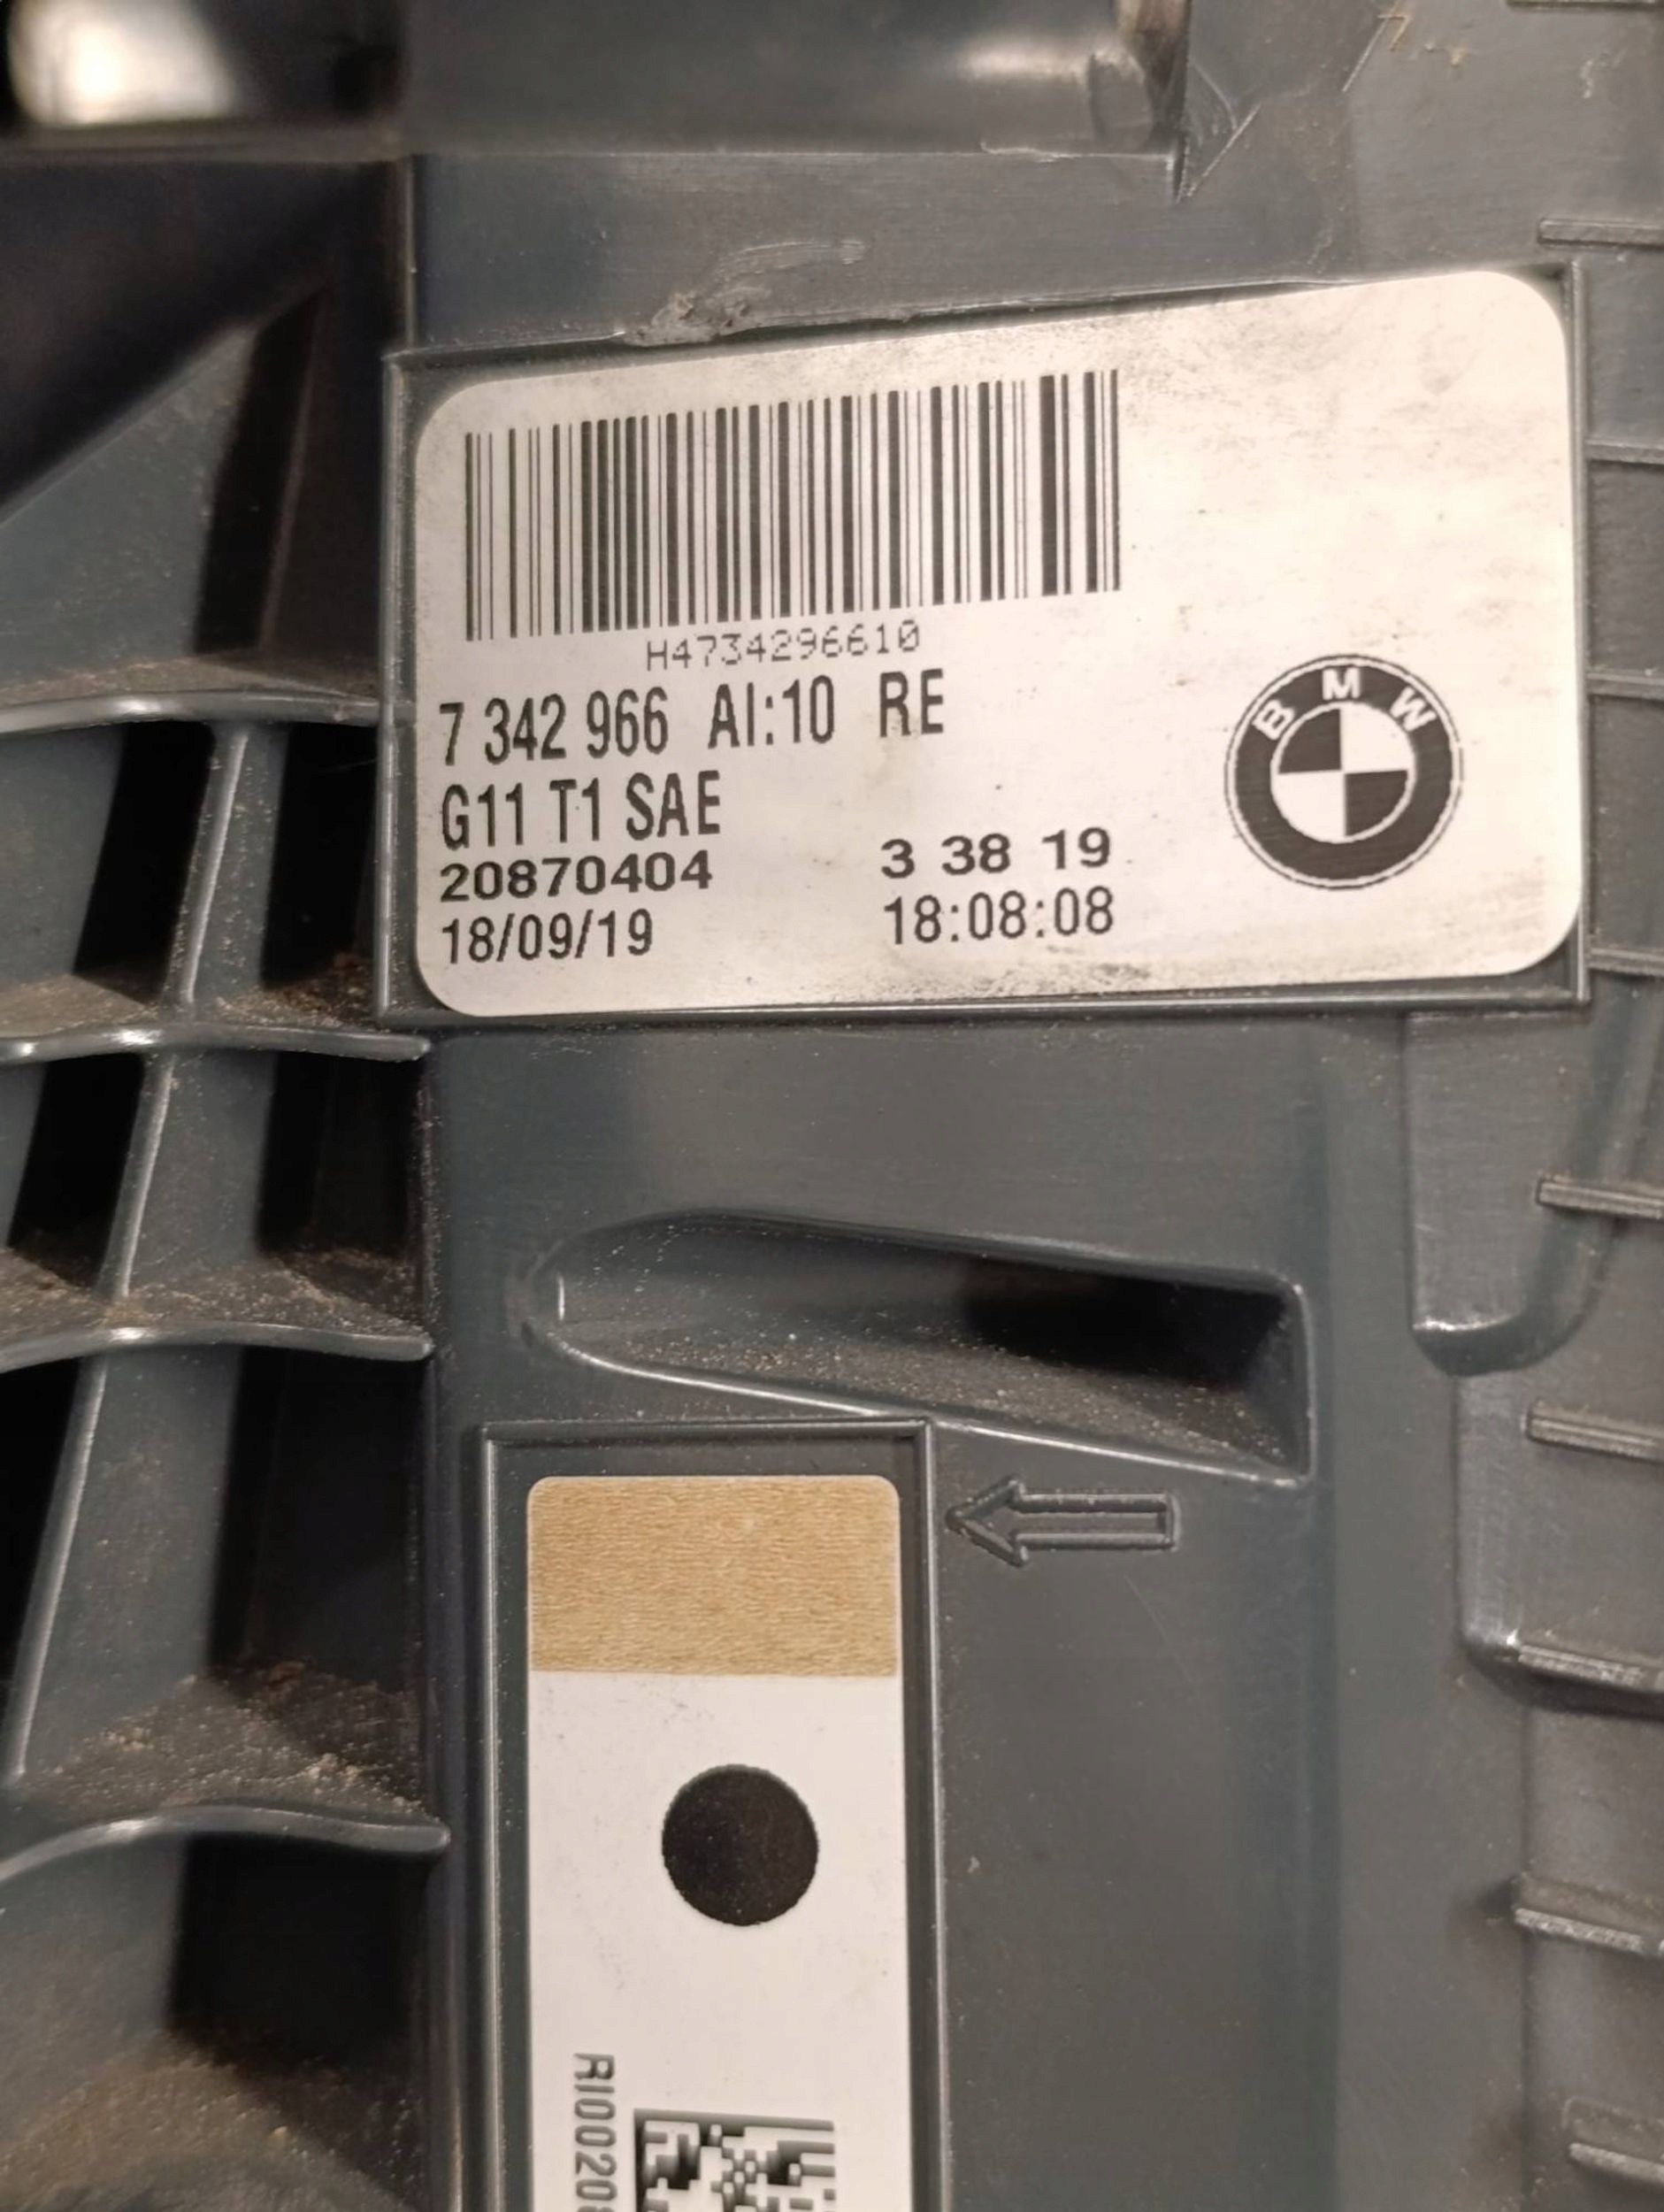 H4734296610
7 342 966 AI:10 RE
G11 T1 SAE
20870404 3 38 19
18/09/19 18:08:08
BMW